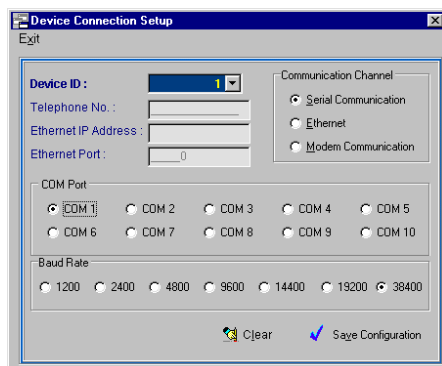 Device Connection Setup
Exit
Device ID : 1
Communication Channel
Telephone No. :
Serial Communication
Ethernet IP Address :
Ethernet
Ethernet Port : ____0
Modem Communication
COM Port
COM 1 COM 2 COM 3 COM 4 COM 5
COM 6 COM 7 COM 8 COM 9 COM 10
Baud Rate
1200 2400 4800 9600 14400 19200 38400
Clear Save Configuration